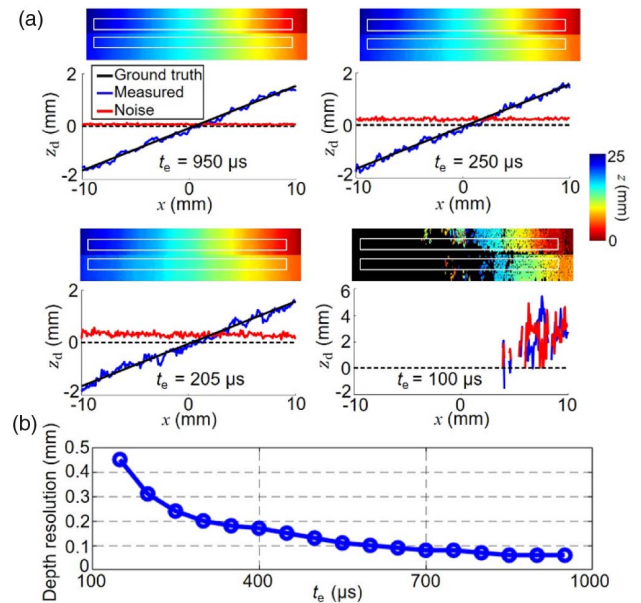 (a)
Ground truth
Measured
Noise
2
0
-2
z_d (mm)
t_e = 950 µs
-10 0 10
x (mm)
2
0
-2
z_d (mm)
t_e = 250 µs
-10 0 10
x (mm)
25
0
z (mm)
2
0
-2
z_d (mm)
t_e = 205 µs
-10 0 10
x (mm)
6
4
2
0
-2
z_d (mm)
t_e = 100 µs
-10 0 10
x (mm)
(b)
Depth resolution (mm)
0.5
0.4
0.3
0.2
0.1
0
100 400 700 1000
t_e (µs)